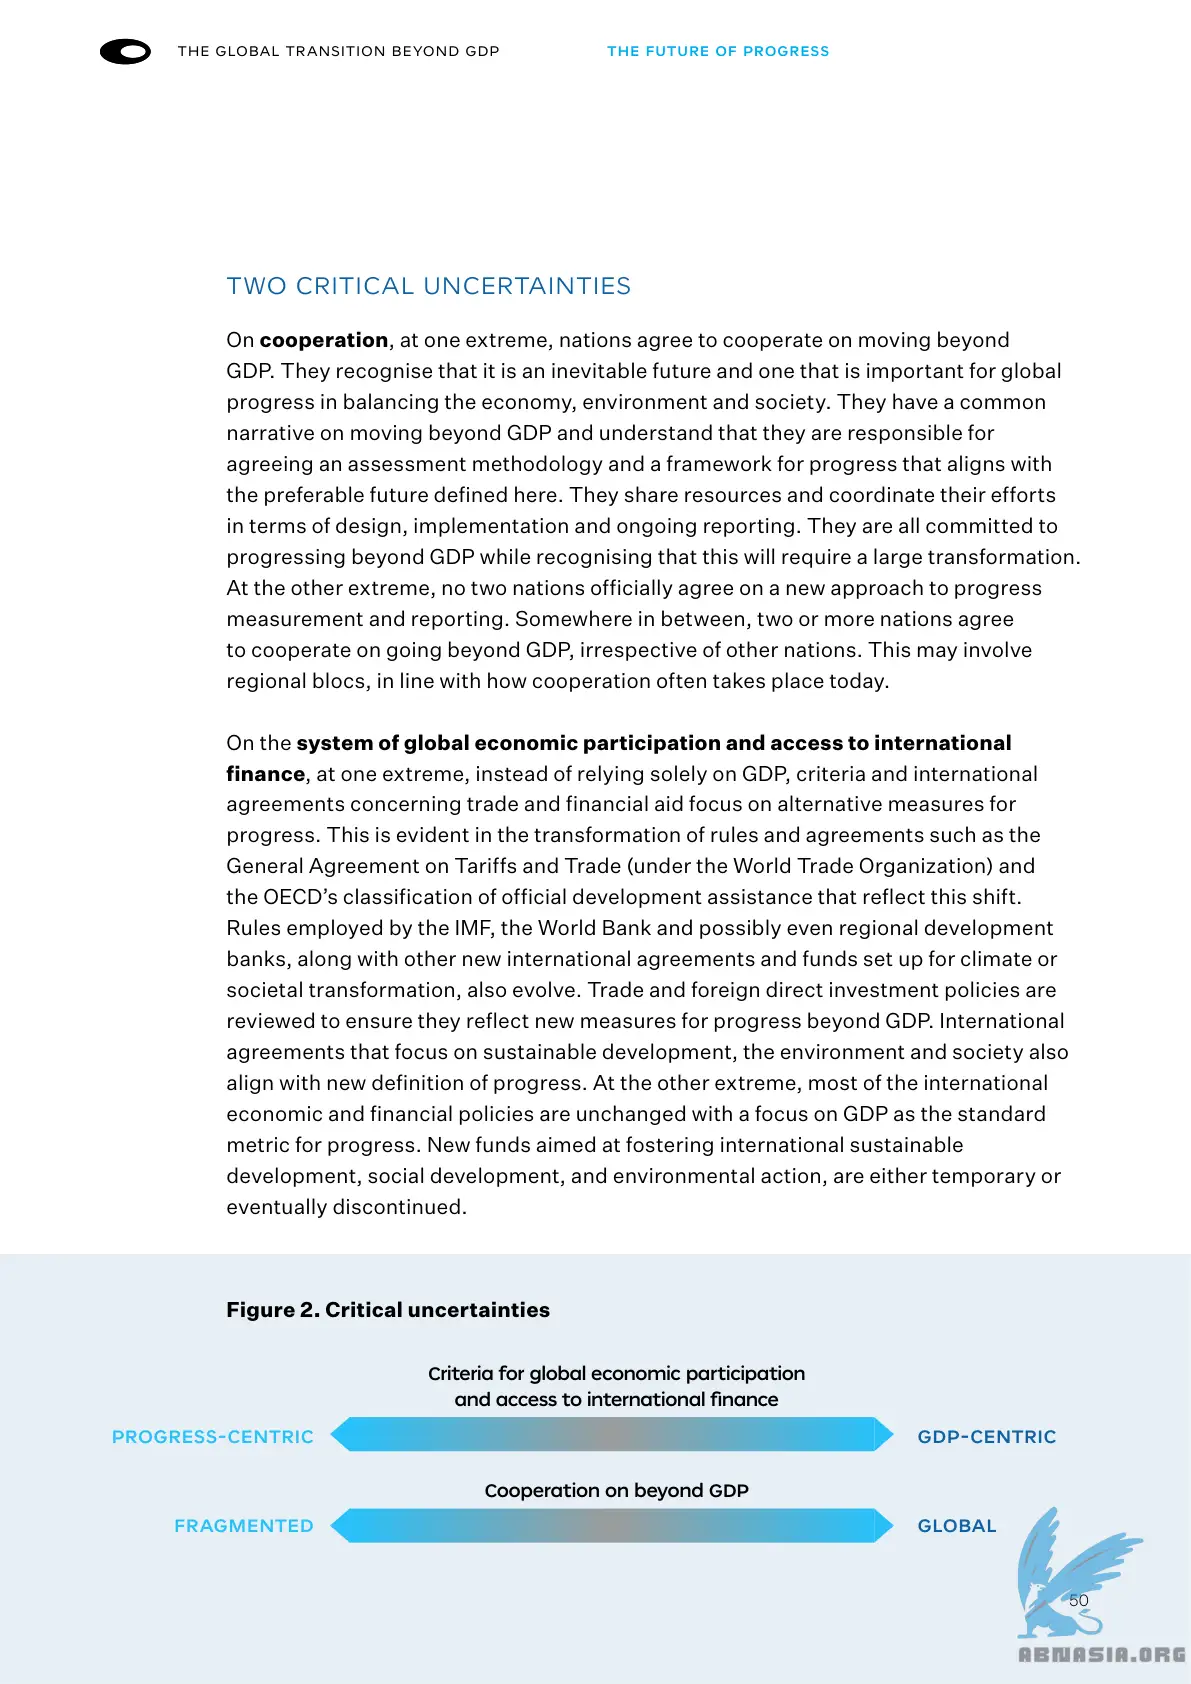 THE GLOBAL TRANSITION BEYOND GDP
THE FUTURE OF PROGRESS
TWO CRITICAL UNCERTAINTIES
On cooperation, at one extreme, nations agree to cooperate on moving beyond
GDP. They recognise that it is an inevitable future and one that is important for global
progress in balancing the economy, environment and society. They have a common
narrative on moving beyond GDP and understand that they are responsible for
agreeing an assessment methodology and a framework for progress that aligns with
the preferable future defined here. They share resources and coordinate their efforts
in terms of design, implementation and ongoing reporting. They are all committed to
progressing beyond GDP while recognising that this will require a large transformation.
At the other extreme, no two nations officially agree on a new approach to progress
measurement and reporting. Somewhere in between, two or more nations agree
to cooperate on going beyond GDP, irrespective of other nations. This may involve
regional blocs, in line with how cooperation often takes place today.
On the system of global economic participation and access to international
finance, at one extreme, instead of relying solely on GDP, criteria and international
agreements concerning trade and financial aid focus on alternative measures for
progress. This is evident in the transformation of rules and agreements such as the
General Agreement on Tariffs and Trade (under the World Trade Organization) and
the OECD’s classification of official development assistance that reflect this shift.
Rules employed by the IMF, the World Bank and possibly even regional development
banks, along with other new international agreements and funds set up for climate or
societal transformation, also evolve. Trade and foreign direct investment policies are
reviewed to ensure they reflect new measures for progress beyond GDP. International
agreements that focus on sustainable development, the environment and society also
align with new definition of progress. At the other extreme, most of the international
economic and financial policies are unchanged with a focus on GDP as the standard
metric for progress. New funds aimed at fostering international sustainable
development, social development, and environmental action, are either temporary or
eventually discontinued.
Figure 2. Critical uncertainties
Criteria for global economic participation
and access to international finance
PROGRESS-CENTRIC
GDP-CENTRIC
Cooperation on beyond GDP
FRAGMENTED
GLOBAL
50
ABNASIA.ORG